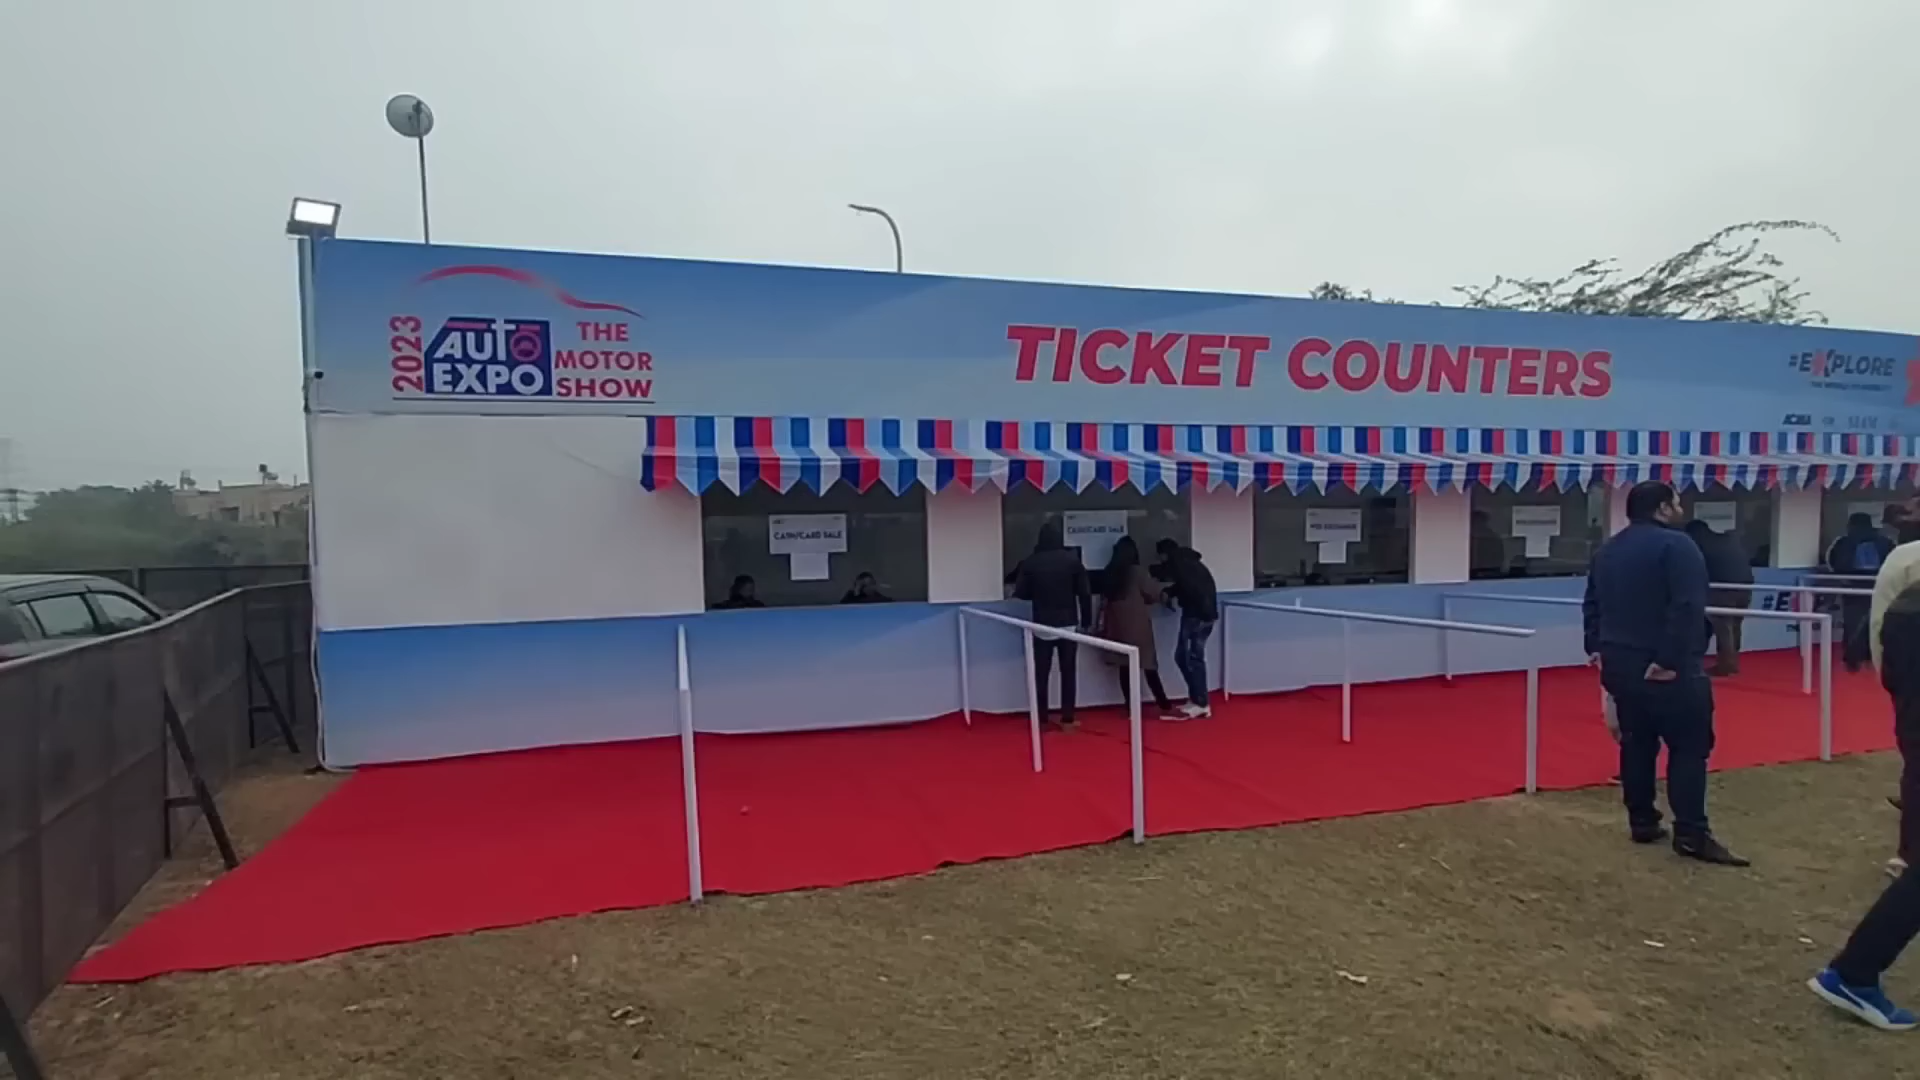 2023
AUTO
EXPO
THE
MOTOR
SHOW
TICKET COUNTERS
#EXPLORE
CASH/CARD SALE
CASH/CARD SALE